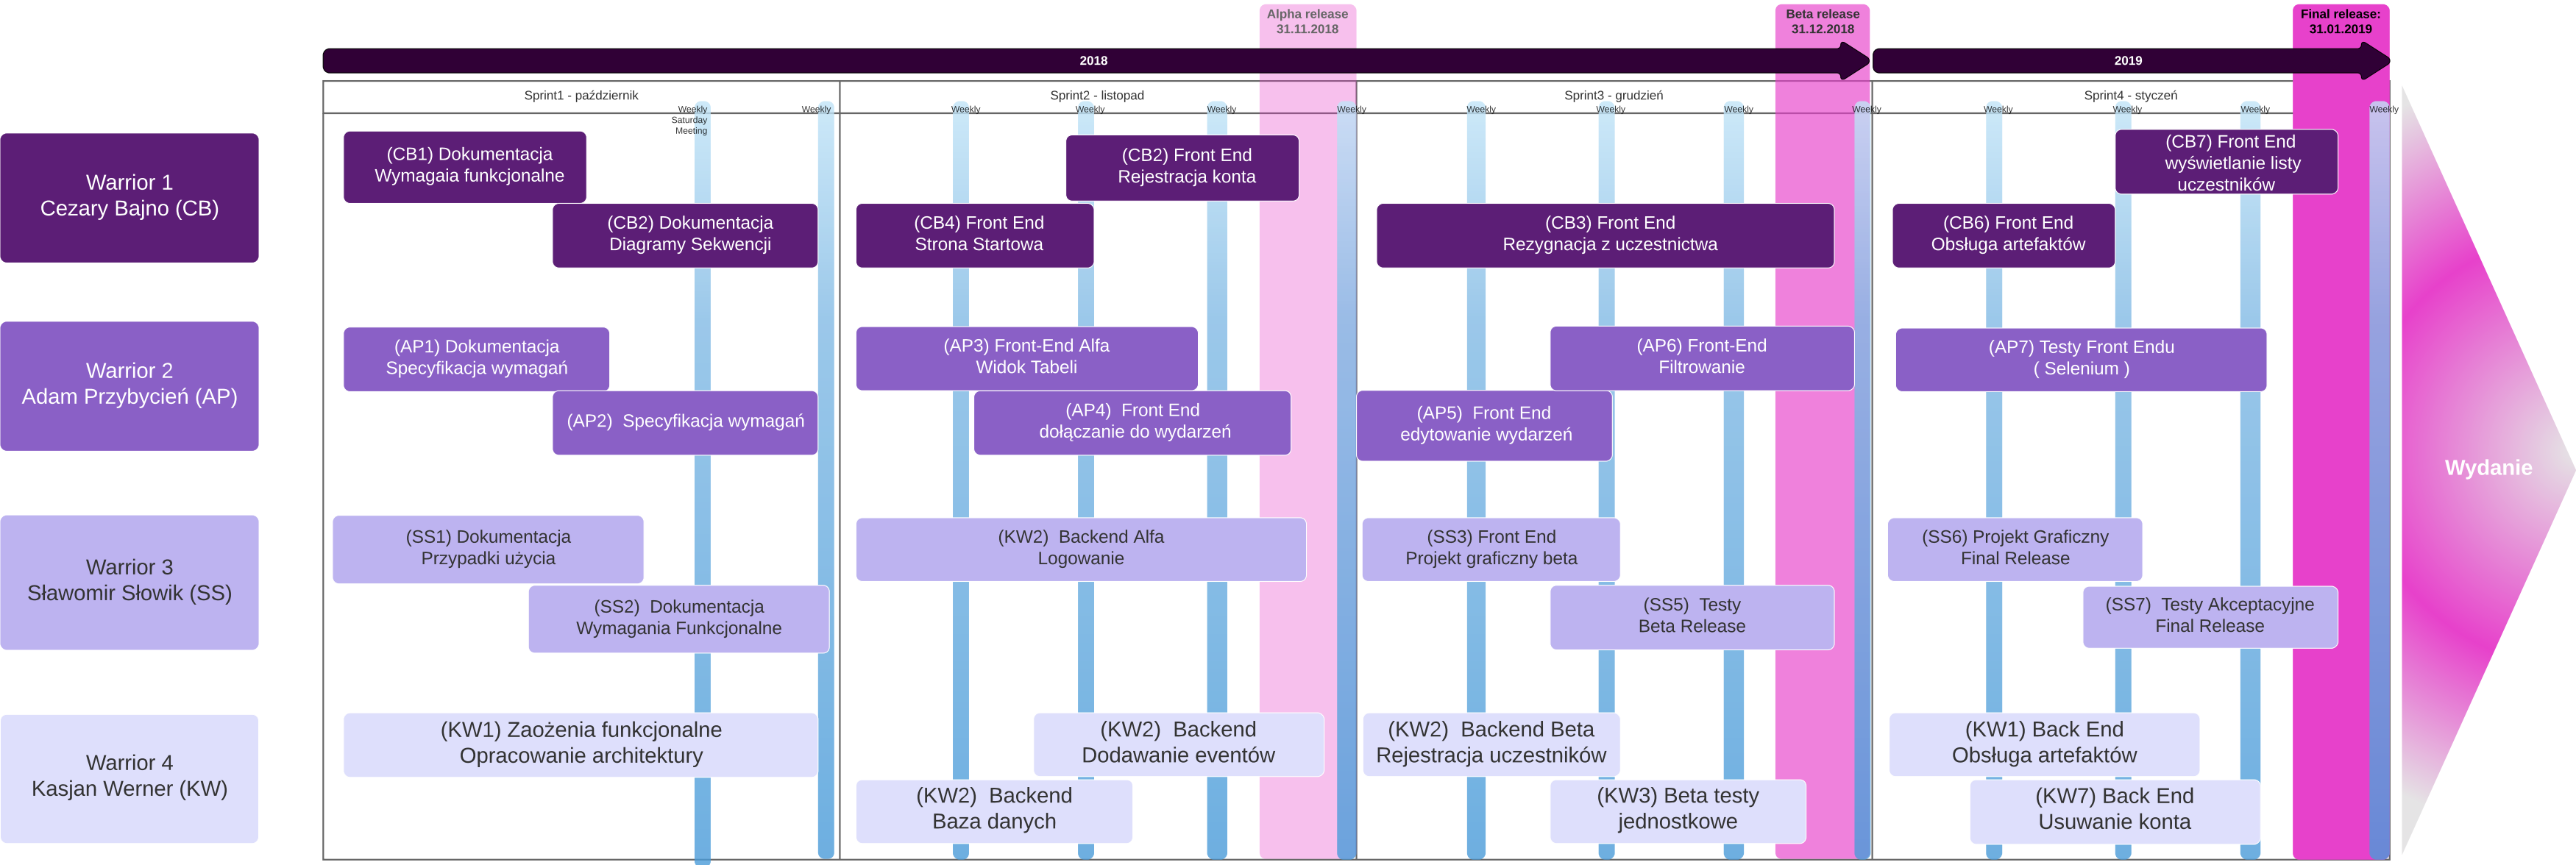 Alpha release
31.11.2018
Beta release
31.12.2018
Final release:
31.01.2019
2018
2019
Sprint1 - październik
Sprint2 - listopad
Sprint3 - grudzień
Sprint4 - styczeń
Weekly
Saturday
Meeting
Weekly
Weekly
Weekly
Weekly
Weekly
Weekly
Weekly
Weekly
Weekly
Weekly
Weekly
Weekly
Weekly
Warrior 1
Cezary Bajno (CB)
(CB1) Dokumentacja
Wymagaia funkcjonalne
(CB2) Dokumentacja
Diagramy Sekwencji
(CB4) Front End
Strona Startowa
(CB2) Front End
Rejestracja konta
(CB3) Front End
Rezygnacja z uczestnictwa
(CB6) Front End
Obsługa artefaktów
(CB7) Front End
wyświetlanie listy
uczestników
Warrior 2
Adam Przybycień (AP)
(AP1) Dokumentacja
Specyfikacja wymagań
(AP2)  Specyfikacja wymagań
(AP3) Front-End Alfa
Widok Tabeli
(AP4)  Front End
dołączanie do wydarzeń
(AP5)  Front End
edytowanie wydarzeń
(AP6) Front-End
Filtrowanie
(AP7) Testy Front Endu
( Selenium )
Wydanie
Warrior 3
Sławomir Słowik (SS)
(SS1) Dokumentacja
Przypadki użycia
(SS2)  Dokumentacja
Wymagania Funkcjonalne
(KW2)  Backend Alfa
Logowanie
(SS3) Front End
Projekt graficzny beta
(SS5)  Testy
Beta Release
(SS6) Projekt Graficzny
Final Release
(SS7)  Testy Akceptacyjne
Final Release
Warrior 4
Kasjan Werner (KW)
(KW1) Zaożenia funkcjonalne
Opracowanie architektury
(KW2)  Backend
Dodawanie eventów
(KW2)  Backend
Baza danych
(KW2)  Backend Beta
Rejestracja uczestników
(KW3) Beta testy
jednostkowe
(KW1) Back End
Obsługa artefaktów
(KW7) Back End
Usuwanie konta